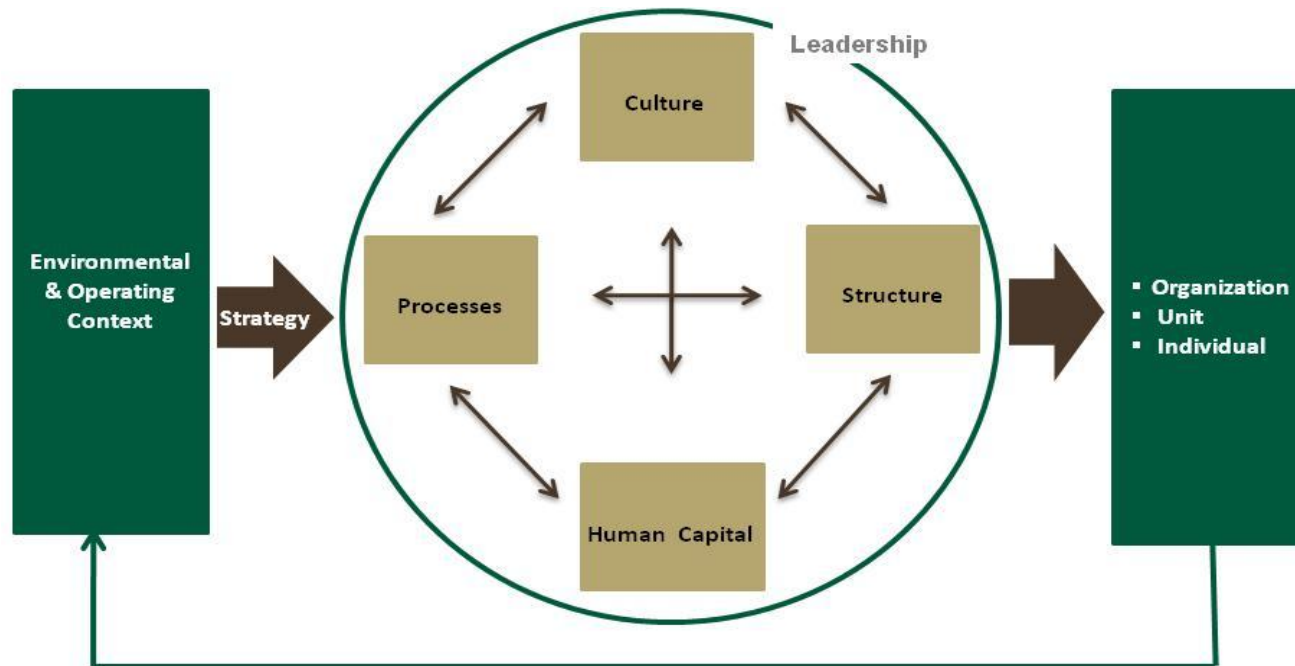 Leadership
Culture
Environmental
& Operating
Context
Strategy
Processes
Structure
▪ Organization
▪ Unit
▪ Individual
Human Capital